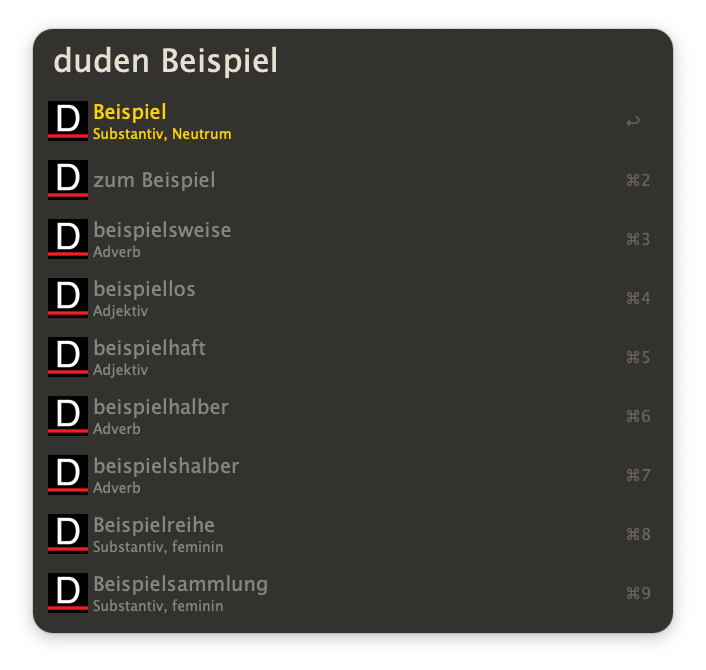 duden Beispiel
D Beispiel ↩
Substantiv, Neutrum
D zum Beispiel ⌘2
D beispielsweise ⌘3
Adverb
D beispiellos ⌘4
Adjektiv
D beispielhaft ⌘5
Adjektiv
D beispielhalber ⌘6
Adverb
D beispielshalber ⌘7
Adverb
D Beispielreihe ⌘8
Substantiv, feminin
D Beispielsammlung ⌘9
Substantiv, feminin